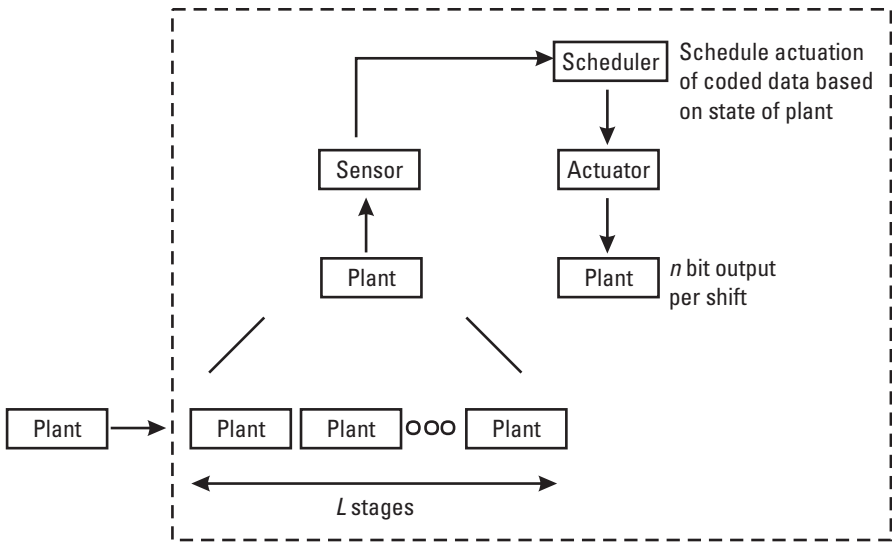 Scheduler
Schedule actuation
of coded data based
on state of plant
Sensor
Actuator
Plant
Plant
n bit output
per shift
Plant
Plant
Plant
Plant
L stages